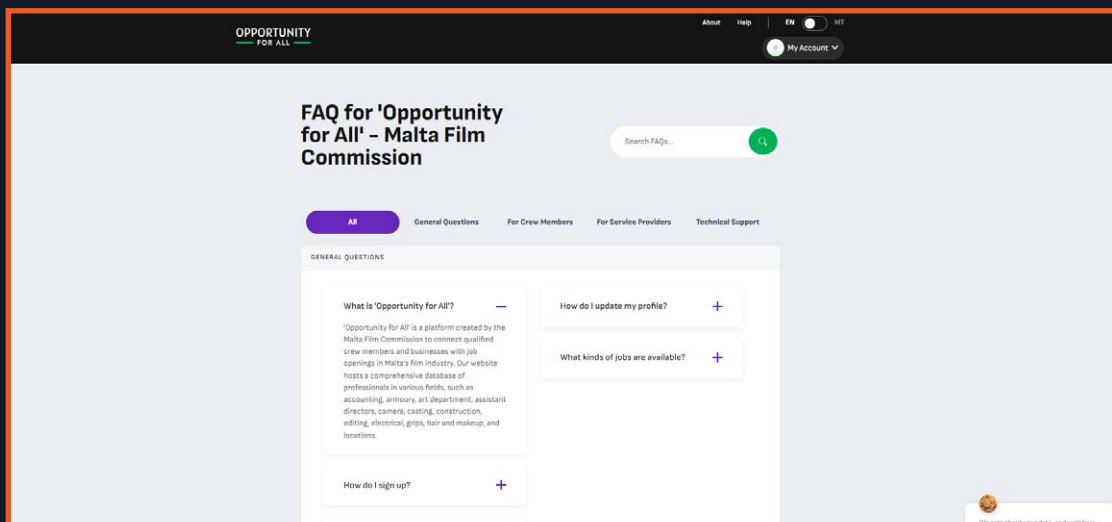 OPPORTUNITY
FOR ALL
About
Help
EN
MT
My Account
FAQ for 'Opportunity
for All' – Malta Film
Commission
Search FAQs...
All
General Questions
For Crew Members
For Service Providers
Technical Support
GENERAL QUESTIONS
What is 'Opportunity for All'?
'Opportunity for All' is a platform created by the
Malta Film Commission to connect qualified
crew members and businesses with job
openings in Malta's film industry. Our website
hosts a comprehensive database of
professionals in various fields, such as
accounting, armoury, art department, assistant
directors, camera, casting, construction,
editing, electrical, grips, hair and makeup, and
locations.
How do I sign up?
How do I update my profile?
What kinds of jobs are available?